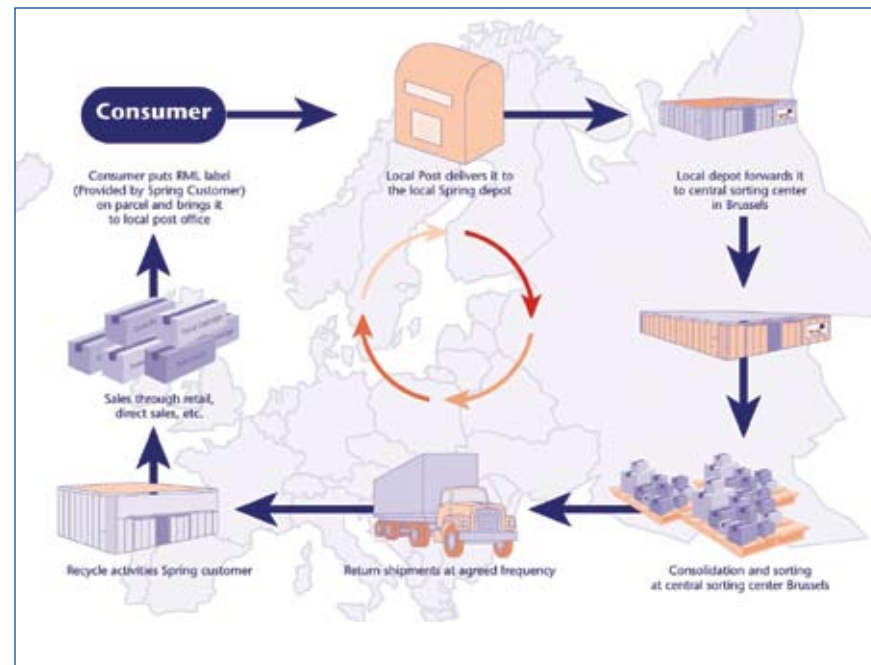 Consumer
Consumer puts RML label
(Provided by Spring Customer)
on parcel and brings it
to local post office
Local Post delivers it to
the local Spring depot
Local depot forwards it
to central sorting center
in Brussels
Sales through retail,
direct sales, etc.
Recycle activities Spring customer
Return shipments at agreed frequency
Consolidation and sorting
at central sorting center Brussels